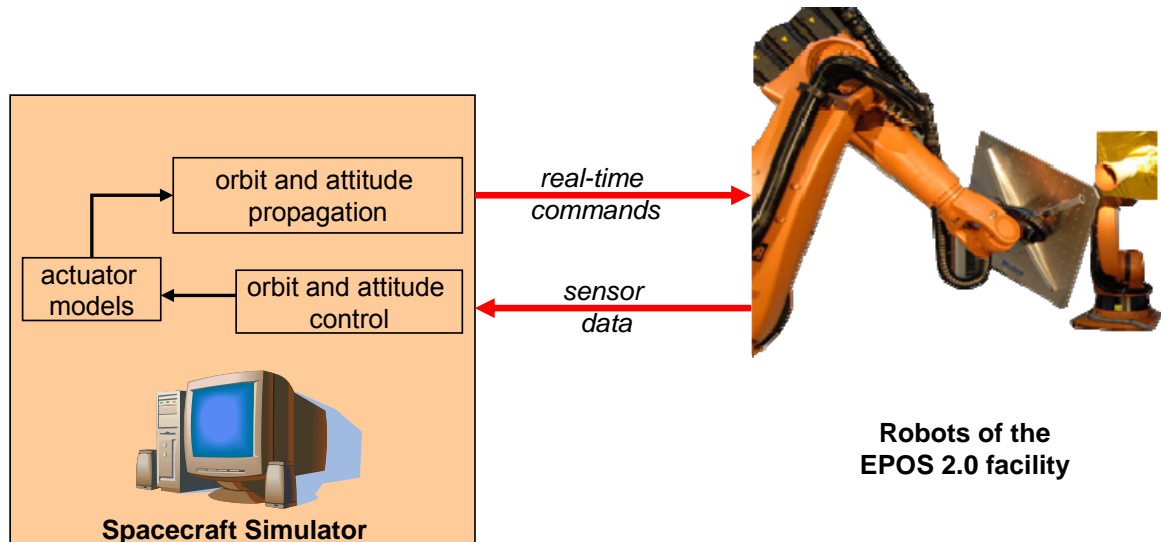 orbit and attitude
propagation
real-time
commands
actuator
models
orbit and attitude
control
sensor
data
Robots of the
EPOS 2.0 facility
Spacecraft Simulator